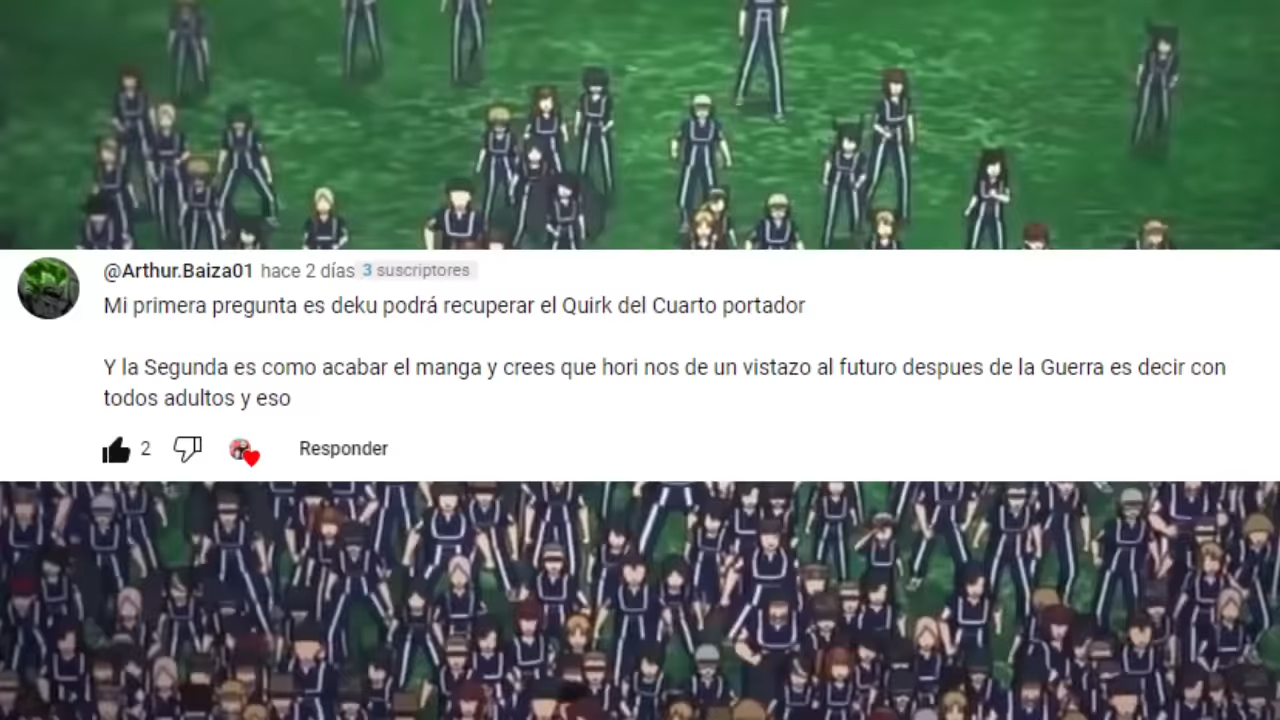 @Arthur.Baiza01 hace 2 días 3 suscriptores
Mi primera pregunta es deku podrá recuperar el Quirk del Cuarto portador
Y la Segunda es como acabar el manga y crees que hori nos de un vistazo al futuro despues de la Guerra es decir con
todos adultos y eso
2 Responder